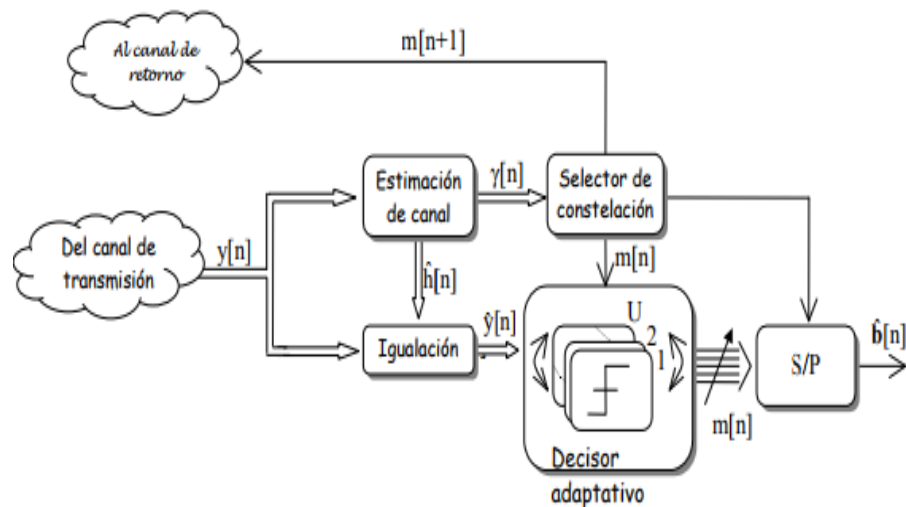 Al canal de
retorno
m[n+1]
Estimación
de canal
γ[n]
Selector de
constelación
Del canal de
transmisión
y[n]
ĥ[n]
m[n]
Igualación
ŷ[n]
U
2
1
Decisor
adaptativo
m[n]
S/P
b̂[n]